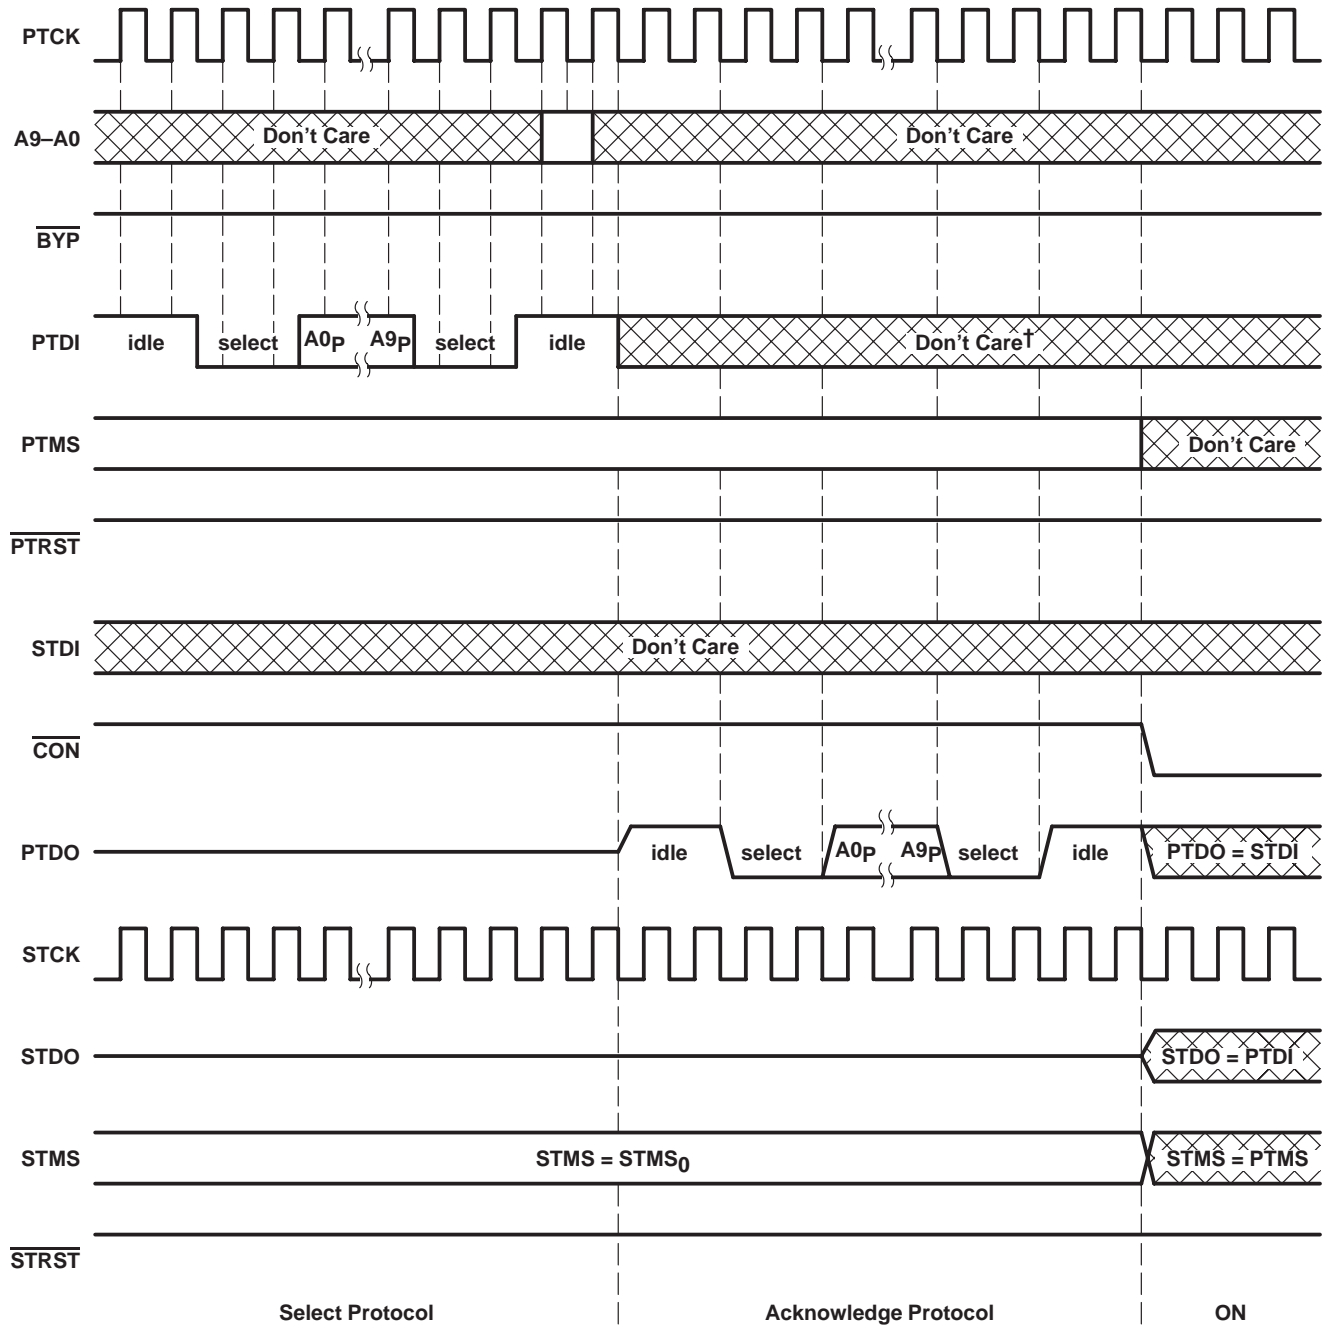 PTCK
A9–A0 Don't Care Don't Care
BYP
PTDI idle select A0P A9P select idle Don't Care†
PTMS Don't Care
PTRST
STDI Don't Care
CON
PTDO idle select A0P A9P select idle PTDO = STDI
STCK
STDO STDO = PTDI
STMS STMS = STMS0 STMS = PTMS
STRST
Select Protocol Acknowledge Protocol ON